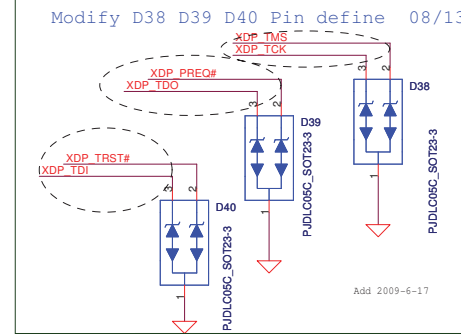 Modify D38 D39 D40 Pin define 08/13
XDP_TMS
XDP_TCK
3
2
D38
PJDLC05C_SOT23-3
1
XDP_PREQ#
XDP_TDO
3
2
D39
PJDLC05C_SOT23-3
1
XDP_TRST#
XDP_TDI
3
2
D40
PJDLC05C_SOT23-3
1
Add 2009-6-17